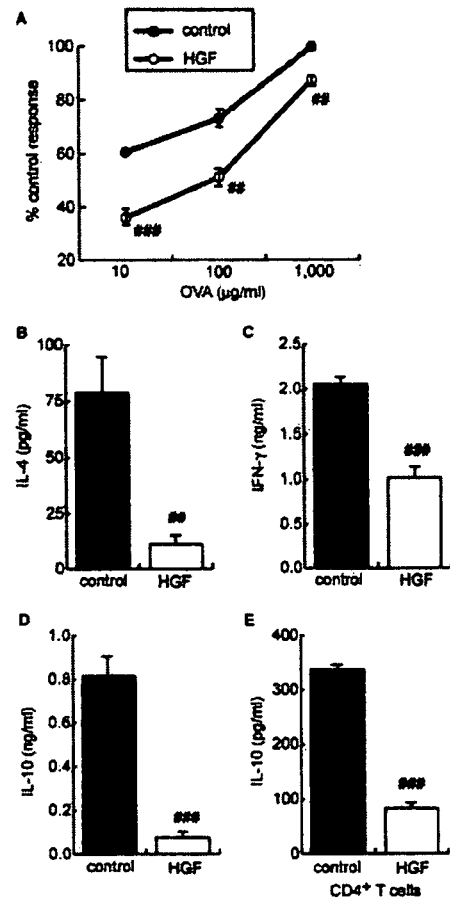 A
control
HGF
% control response
100
80
60
40
20
###
##
##
10
100
1,000
OVA (µg/ml)
B
IL-4 (pg/ml)
100
75
50
25
0
##
control
HGF
C
IFN-γ (ng/ml)
2.5
2.0
1.5
1.0
0.5
0.0
###
control
HGF
D
IL-10 (ng/ml)
1.0
0.8
0.6
0.4
0.2
0.0
###
control
HGF
E
IL-10 (pg/ml)
400
300
200
100
0
###
control
HGF
CD4⁺ T cells